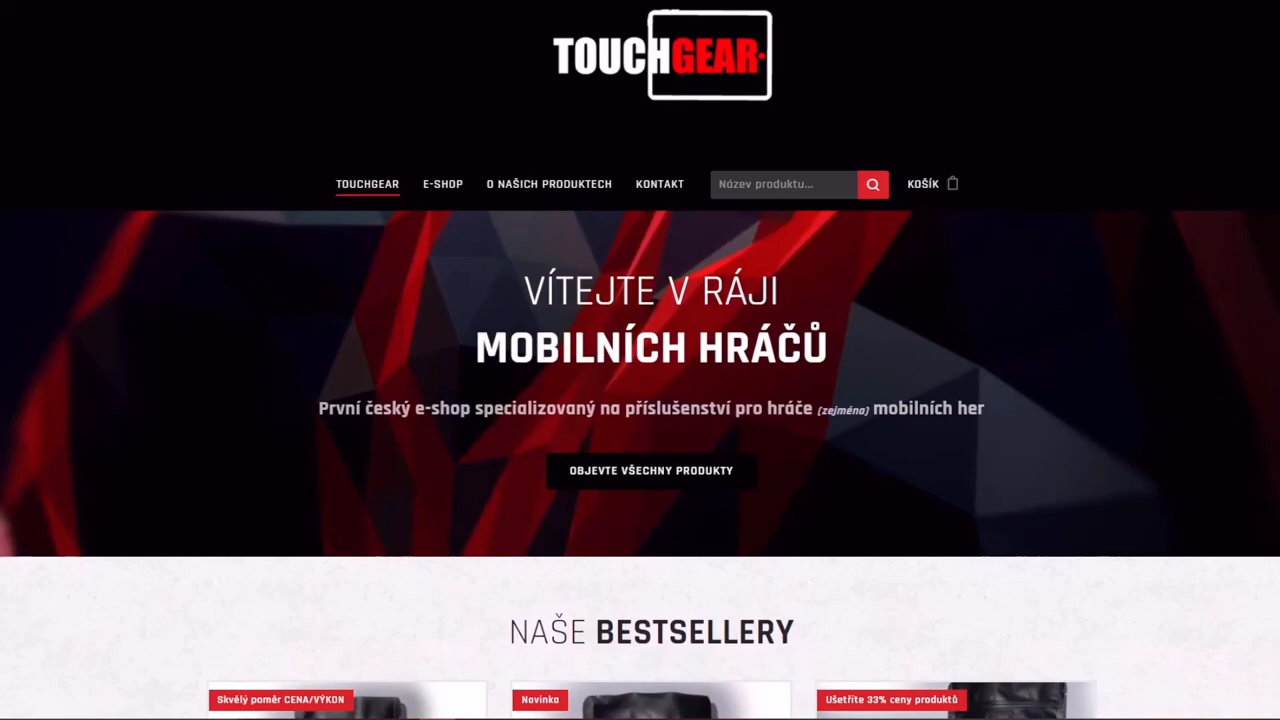 TOUCHGEAR
TOUCHGEAR E-SHOP O NAŠICH PRODUKTECH KONTAKT Název produktu... KOŠÍK
VÍTEJTE V RÁJI
MOBILNÍCH HRÁČŮ
První český e-shop specializovaný na příslušenství pro hráče (zejména) mobilních her
OBJEVTE VŠECHNY PRODUKTY
NAŠE BESTSELLERY
Skvělý poměr CENA/VÝKON Novinka Ušetříte 33% ceny produktů